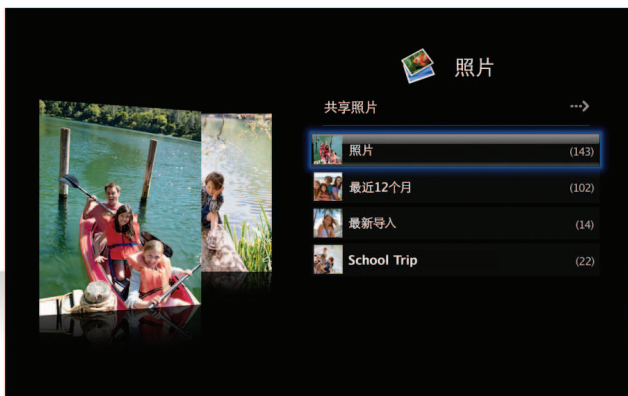 照片
共享照片
照片 (143)
最近12个月 (102)
最新导入 (14)
School Trip (22)